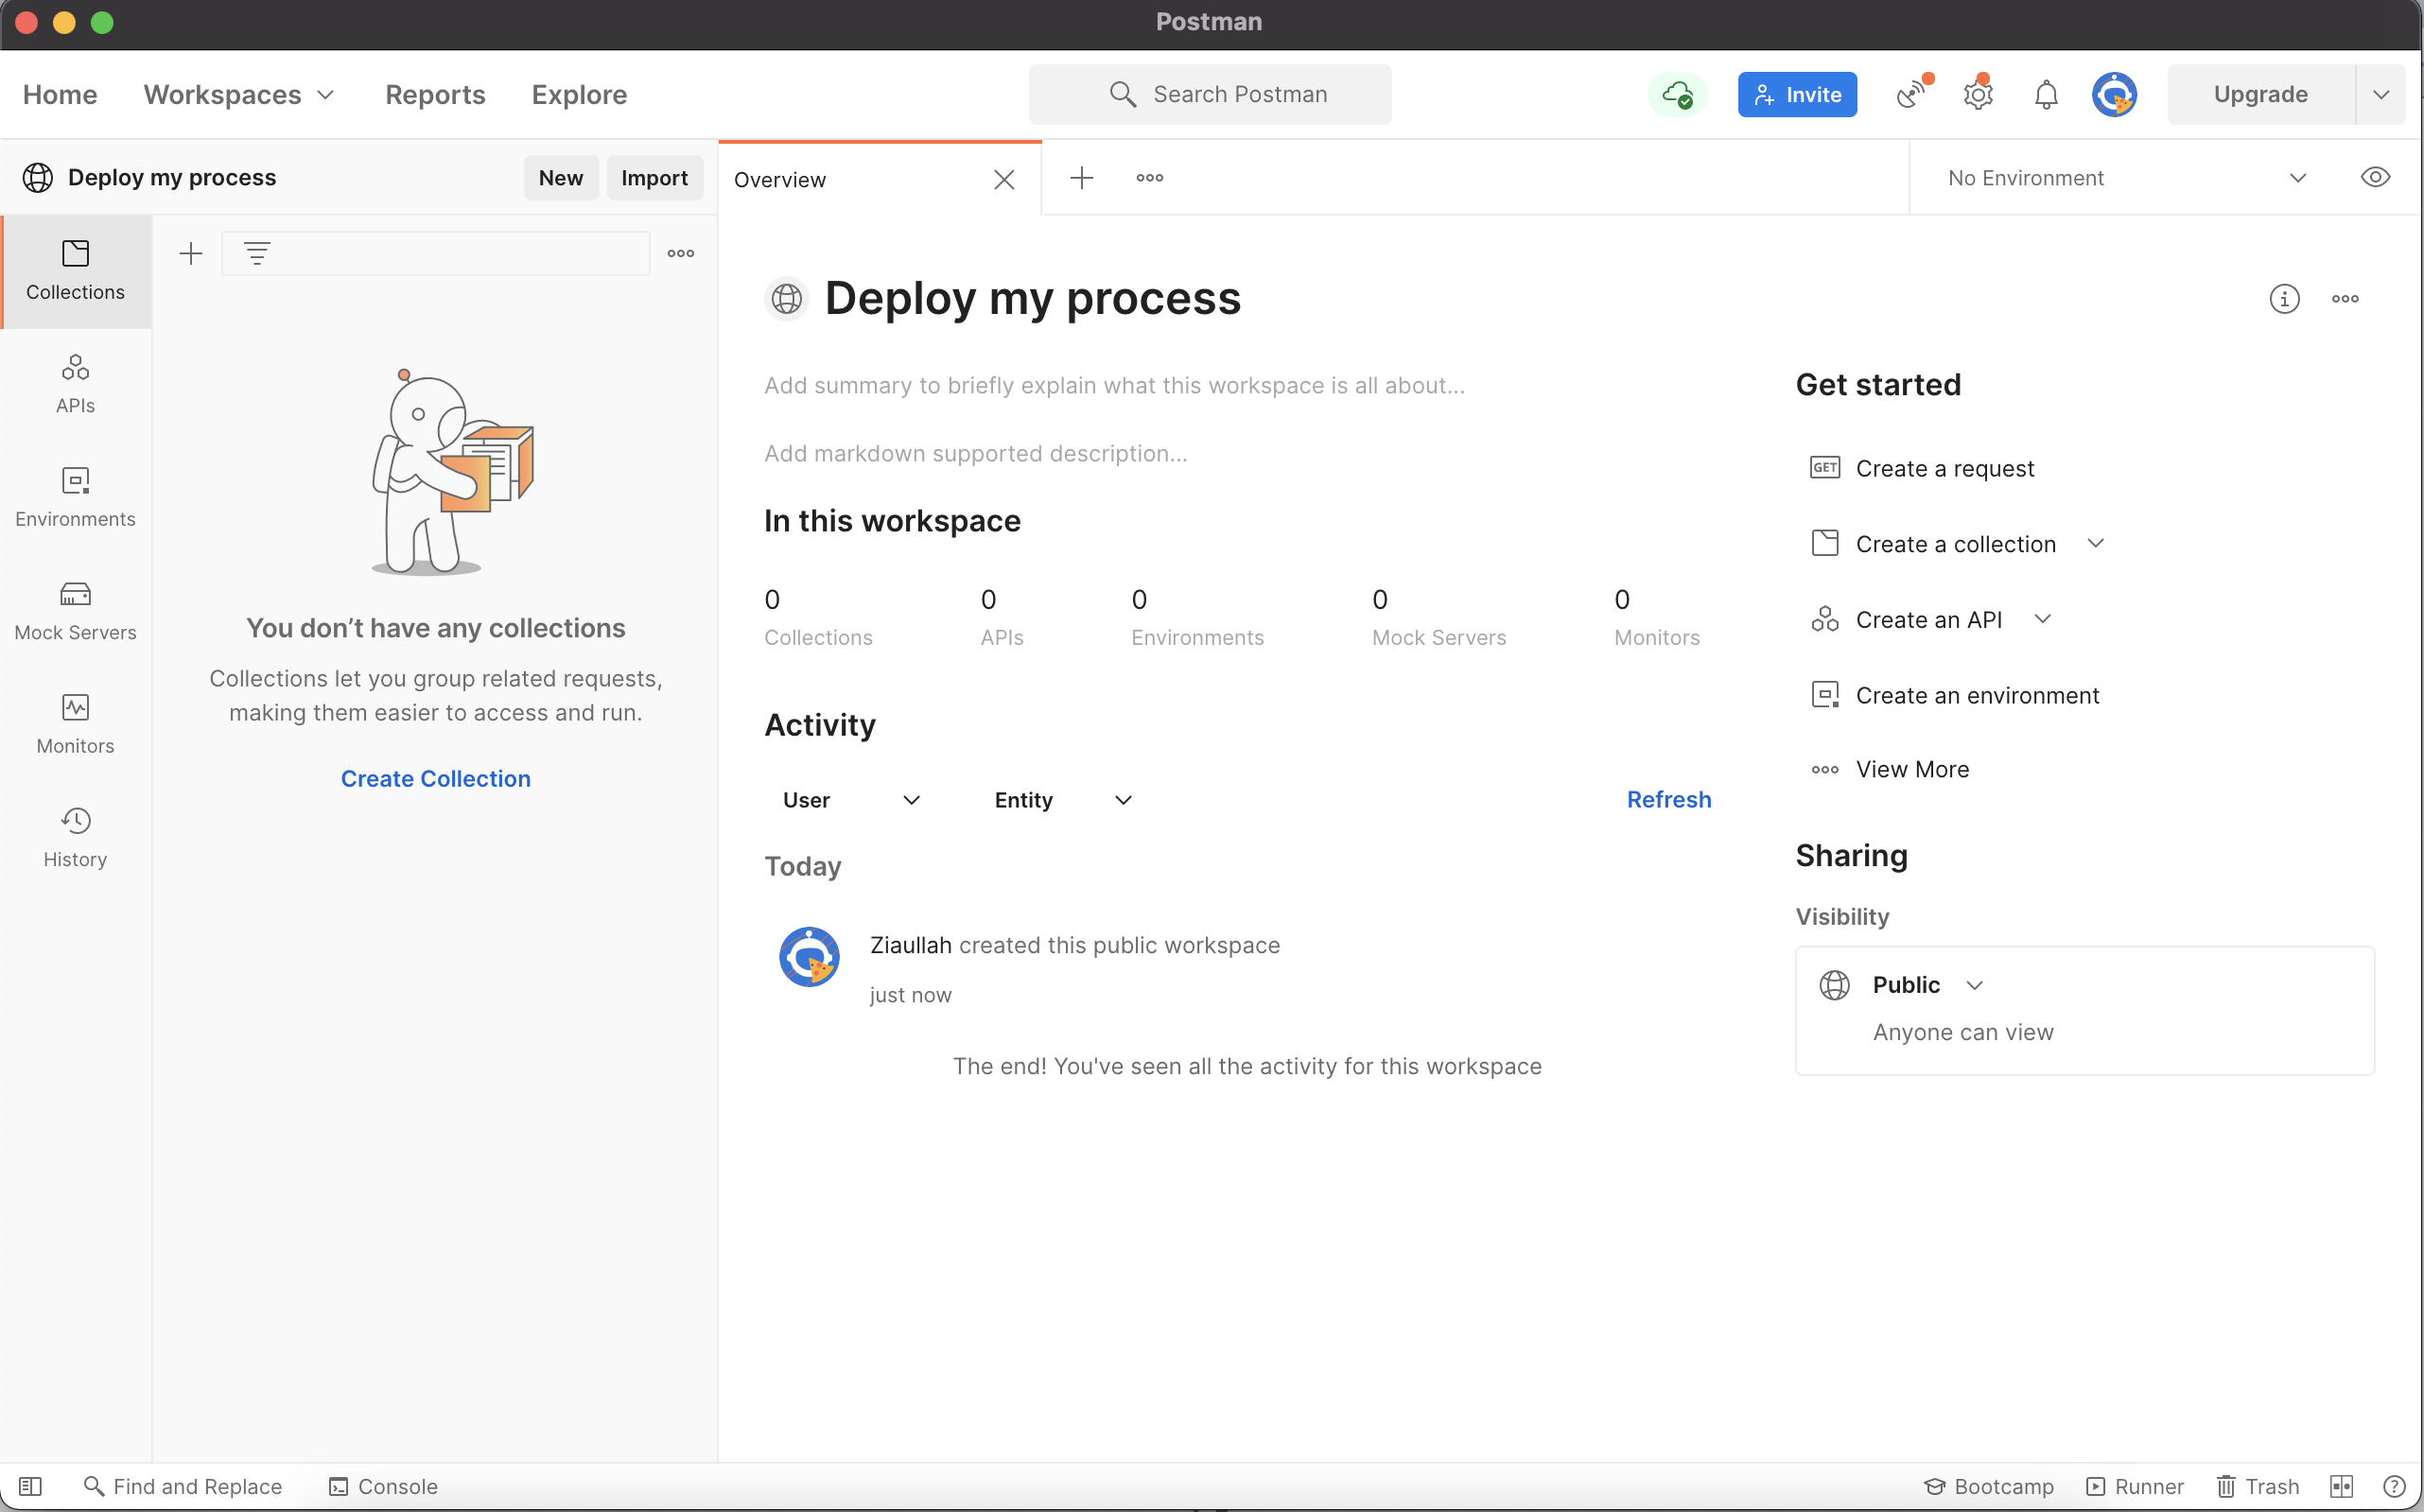 Postman
Home Workspaces Reports Explore Search Postman Invite Upgrade
Deploy my process New Import Overview No Environment
Collections
APIs
Environments
Mock Servers
Monitors
History
You don’t have any collections
Collections let you group related requests,
making them easier to access and run.
Create Collection
Deploy my process
Add summary to briefly explain what this workspace is all about...
Add markdown supported description...
In this workspace
0 0 0 0 0
Collections APIs Environments Mock Servers Monitors
Activity
User Entity Refresh
Today
Ziaullah created this public workspace
just now
The end! You've seen all the activity for this workspace
Get started
GET Create a request
Create a collection
Create an API
Create an environment
View More
Sharing
Visibility
Public
Anyone can view
Find and Replace Console Bootcamp Runner Trash